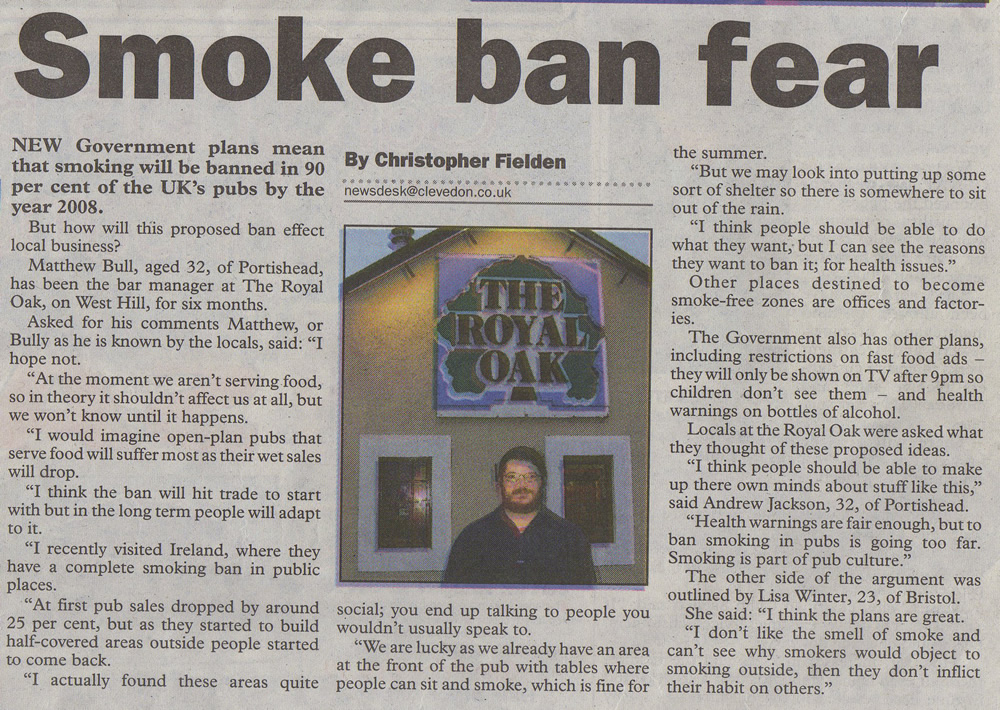 Smoke ban fear
NEW Government plans mean
that smoking will be banned in 90
per cent of the UK's pubs by the
year 2008.
But how will this proposed ban effect
local business?
Matthew Bull, aged 32, of Portishead,
has been the bar manager at The Royal
Oak, on West Hill, for six months.
Asked for his comments Matthew, or
Bully as he is known by the locals, said: “I
hope not.
“At the moment we aren't serving food,
so in theory it shouldn't affect us at all, but
we won't know until it happens.
“I would imagine open-plan pubs that
serve food will suffer most as their wet sales
will drop.
“I think the ban will hit trade to start
with but in the long term people will adapt
to it.
“I recently visited Ireland, where they
have a complete smoking ban in public
places.
“At first pub sales dropped by around
25 per cent, but as they started to build
half-covered areas outside people started
to come back.
“I actually found these areas quite
By Christopher Fielden
newsdesk@clevedon.co.uk
THE
ROYAL
OAK
social; you end up talking to people you
wouldn't usually speak to.
“We are lucky as we already have an area
at the front of the pub with tables where
people can sit and smoke, which is fine for
the summer.
“But we may look into putting up some
sort of shelter so there is somewhere to sit
out of the rain.
“I think people should be able to do
what they want, but I can see the reasons
they want to ban it; for health issues.”
Other places destined to become
smoke-free zones are offices and factor-
ies.
The Government also has other plans,
including restrictions on fast food ads –
they will only be shown on TV after 9pm so
children don't see them – and health
warnings on bottles of alcohol.
Locals at the Royal Oak were asked what
they thought of these proposed ideas.
“I think people should be able to make
up there own minds about stuff like this,”
said Andrew Jackson, 32, of Portishead.
“Health warnings are fair enough, but to
ban smoking in pubs is going too far.
Smoking is part of pub culture.”
The other side of the argument was
outlined by Lisa Winter, 23, of Bristol.
She said: “I think the plans are great.
“I don't like the smell of smoke and
can't see why smokers would object to
smoking outside, then they don't inflict
their habit on others.”